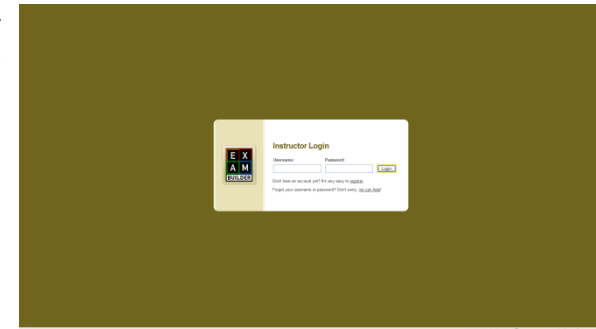 E X
A M
BUILDER
Instructor Login
Username:
Password:
Login
Don't have an account yet? It's very easy to register.
Forgot your username or password? Don't worry, we can help!